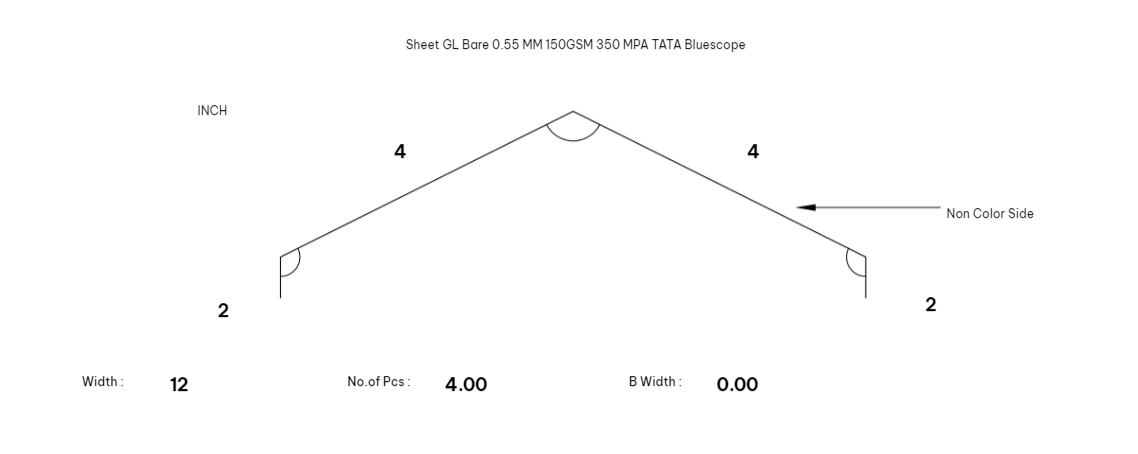 Sheet GL Bare 0.55 MM 150GSM 350 MPA TATA Bluescope
INCH
4 4
Non Color Side
2 2
Width : 12 No.of Pcs : 4.00 B Width : 0.00